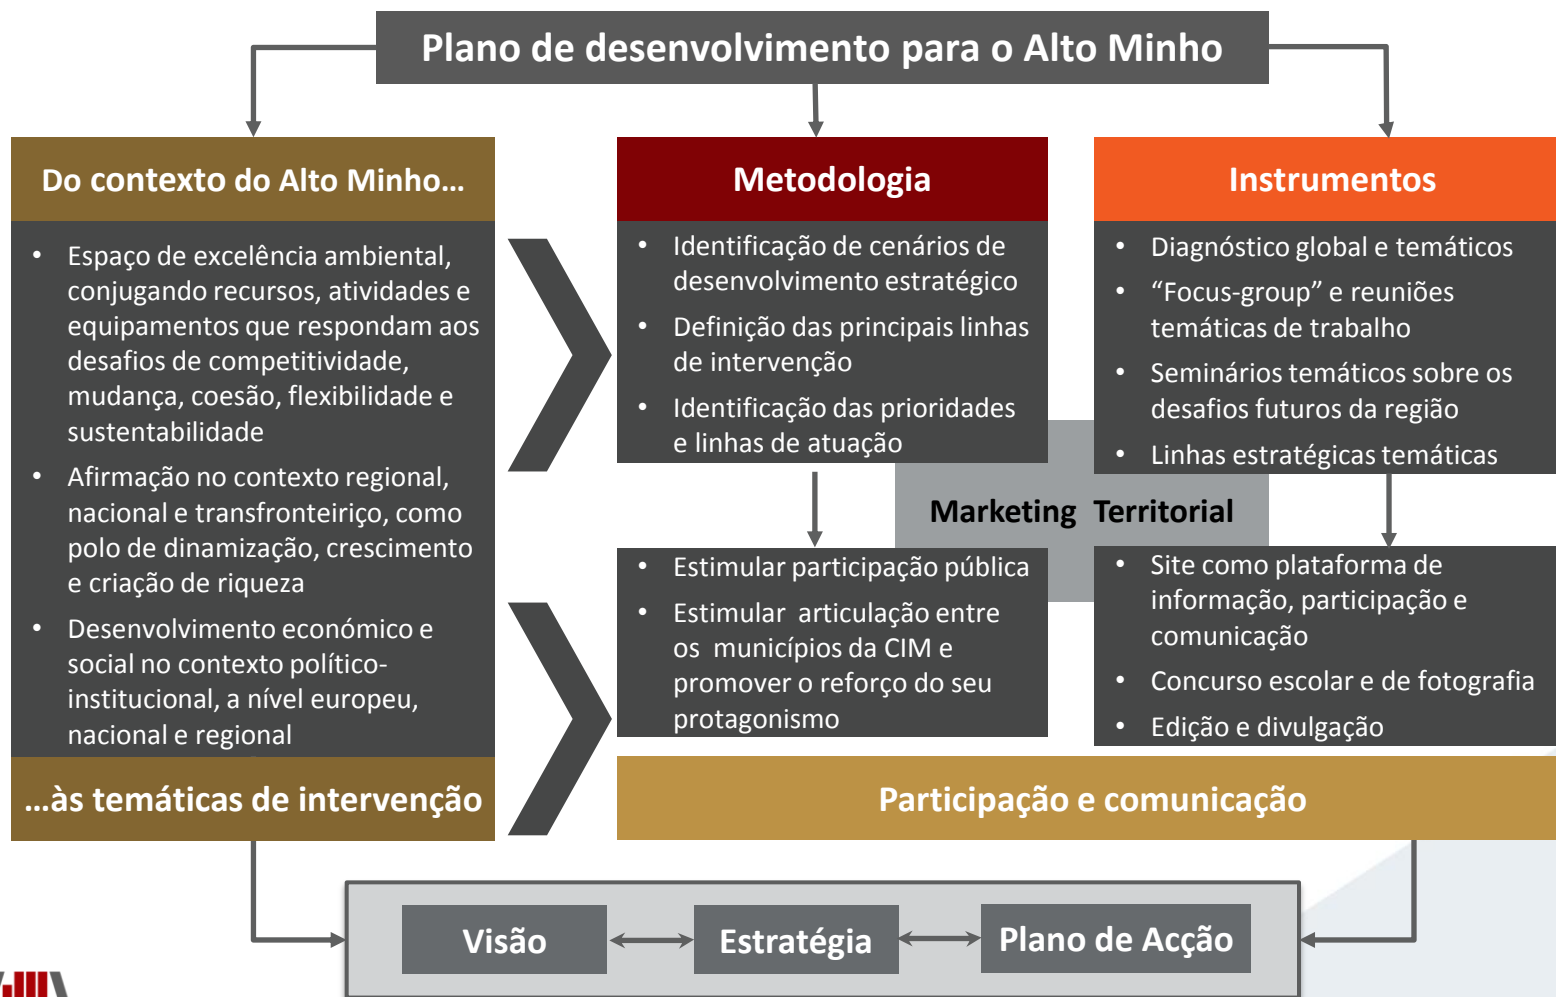 Plano de desenvolvimento para o Alto Minho
Do contexto do Alto Minho...
• Espaço de excelência ambiental,
conjugando recursos, atividades e
equipamentos que respondam aos
desafios de competitividade,
mudança, coesão, flexibilidade e
sustentabilidade
• Afirmação no contexto regional,
nacional e transfronteiriço, como
polo de dinamização, crescimento
e criação de riqueza
• Desenvolvimento económico e
social no contexto político-
institucional, a nível europeu,
nacional e regional
...às temáticas de intervenção
Metodologia
• Identificação de cenários de
desenvolvimento estratégico
• Definição das principais linhas
de intervenção
• Identificação das prioridades
e linhas de atuação
Instrumentos
• Diagnóstico global e temáticos
• “Focus-group” e reuniões
temáticas de trabalho
• Seminários temáticos sobre os
desafios futuros da região
• Linhas estratégicas temáticas
Marketing Territorial
• Estimular participação pública
• Estimular articulação entre
os municípios da CIM e
promover o reforço do seu
protagonismo
• Site como plataforma de
informação, participação e
comunicação
• Concurso escolar e de fotografia
• Edição e divulgação
Participação e comunicação
Visão
Estratégia
Plano de Acção